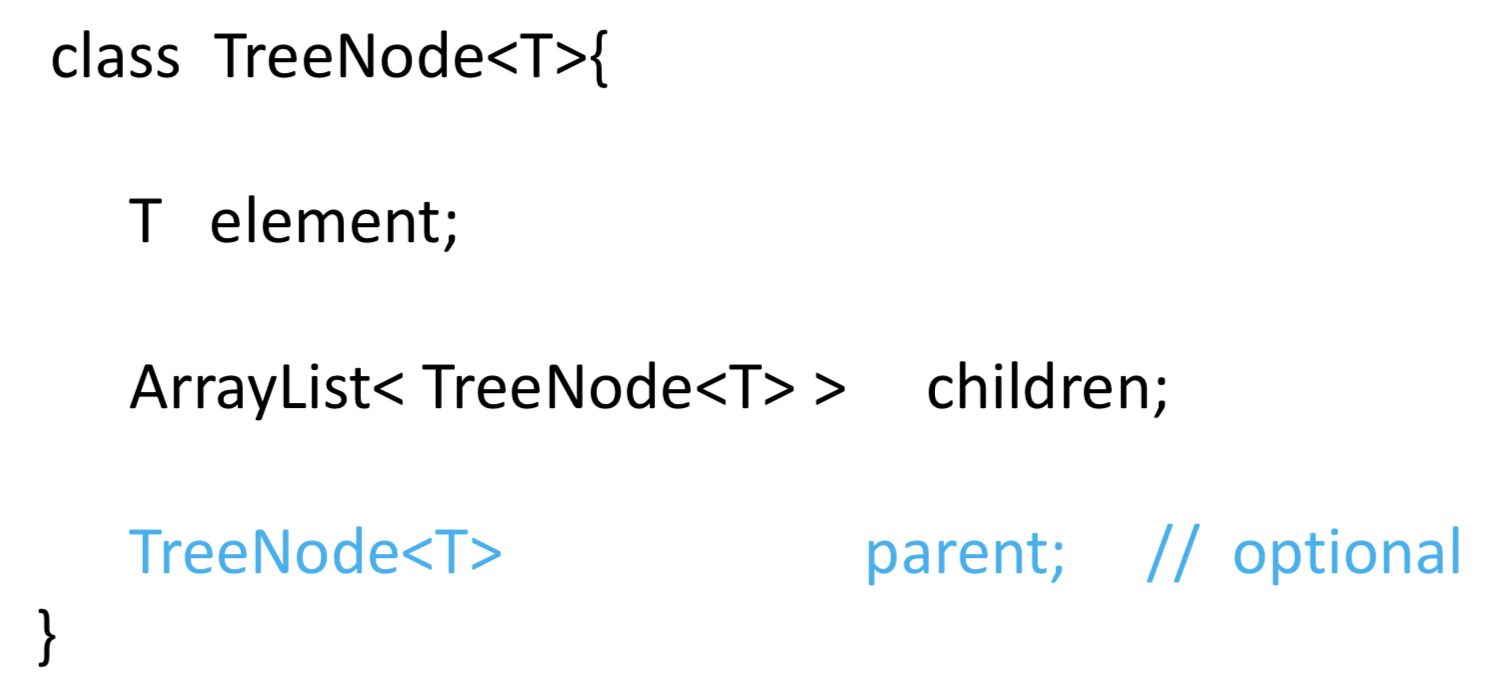 class TreeNode<T>{
T element;
ArrayList< TreeNode<T> > children;
TreeNode<T> parent; // optional
}